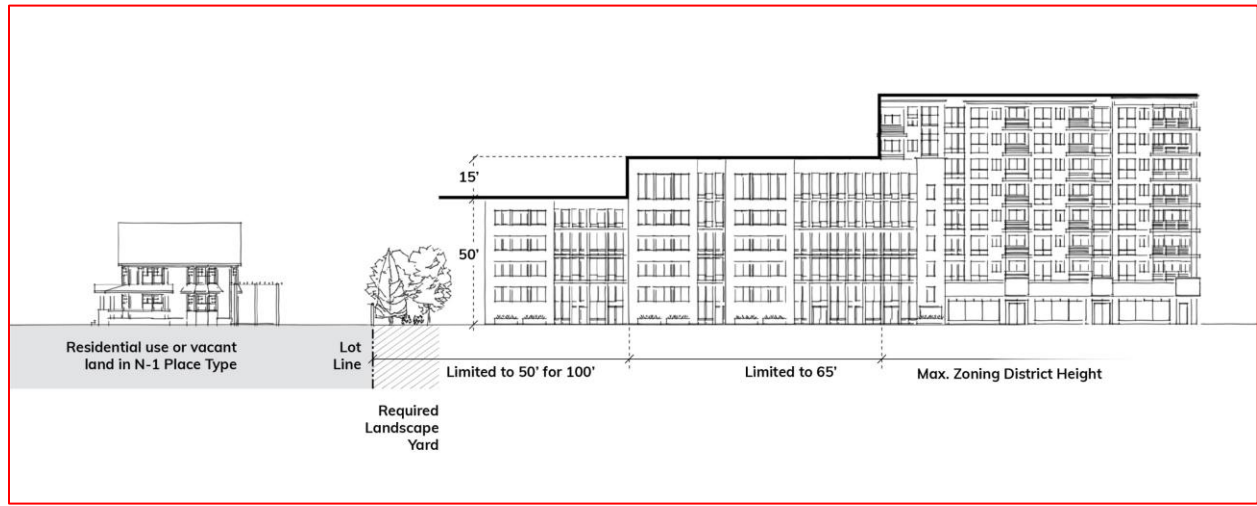 15’
50’
Residential use or vacant
land in N-1 Place Type
Lot
Line
Limited to 50’ for 100’
Limited to 65’
Max. Zoning District Height
Required
Landscape
Yard